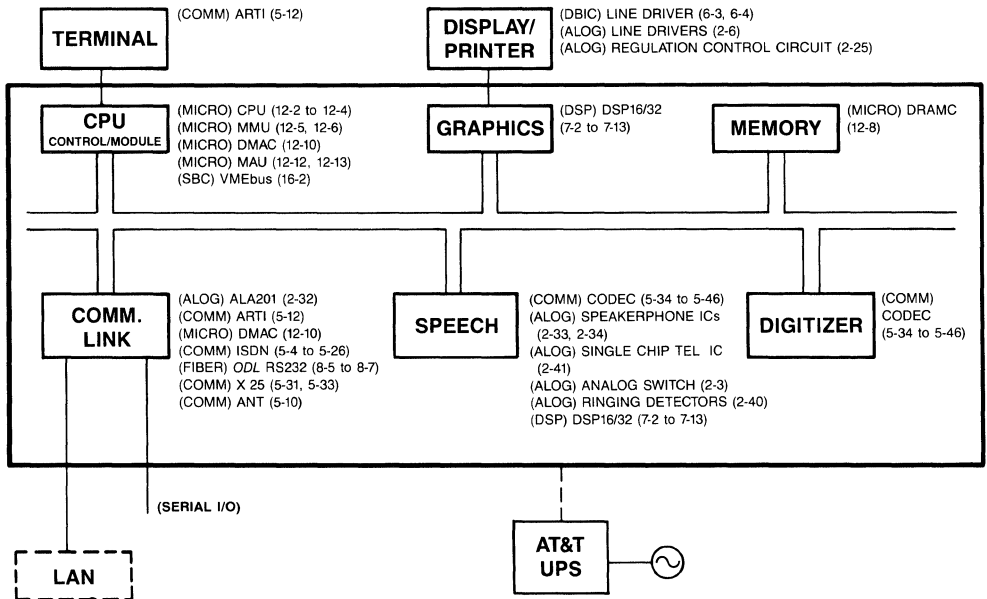 TERMINAL
(COMM) ARTI (5-12)
DISPLAY/
PRINTER
(DBIC) LINE DRIVER (6-3, 6-4)
(ALOG) LINE DRIVERS (2-6)
(ALOG) REGULATION CONTROL CIRCUIT (2-25)
CPU
CONTROL/MODULE
(MICRO) CPU (12-2 to 12-4)
(MICRO) MMU (12-5, 12-6)
(MICRO) DMAC (12-10)
(MICRO) MAU (12-12, 12-13)
(SBC) VMEbus (16-2)
GRAPHICS
(DSP) DSP16/32
(7-2 to 7-13)
MEMORY
(MICRO) DRAMC
(12-8)
COMM.
LINK
(ALOG) ALA201 (2-32)
(COMM) ARTI (5-12)
(MICRO) DMAC (12-10)
(COMM) ISDN (5-4 to 5-26)
(FIBER) ODL RS232 (8-5 to 8-7)
(COMM) X 25 (5-31, 5-33)
(COMM) ANT (5-10)
SPEECH
(COMM) CODEC (5-34 to 5-46)
(ALOG) SPEAKERPHONE ICs
(2-33, 2-34)
(ALOG) SINGLE CHIP TEL IC
(2-41)
(ALOG) ANALOG SWITCH (2-3)
(ALOG) RINGING DETECTORS (2-40)
(DSP) DSP16/32 (7-2 to 7-13)
DIGITIZER
(COMM)
CODEC
(5-34 to 5-46)
(SERIAL I/O)
LAN
AT&T
UPS